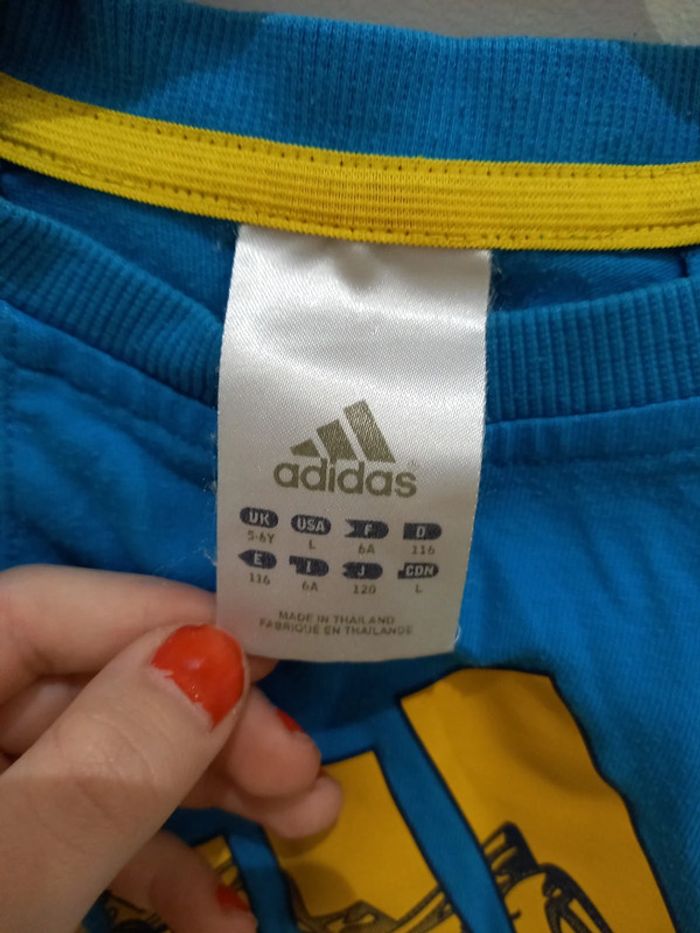 adidas
UK USA F D
5-6Y L 6A 116
E I J CDN
116 6A 120 L
MADE IN THAILAND
FABRIQUE EN THAILANDE